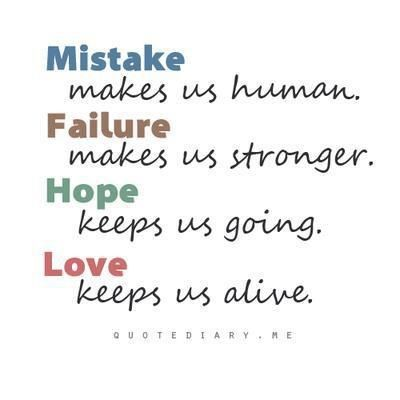 Mistake
makes us human.
Failure
makes us stronger.
Hope
keeps us going.
Love
keeps us alive.
QUOTEDIARY.ME